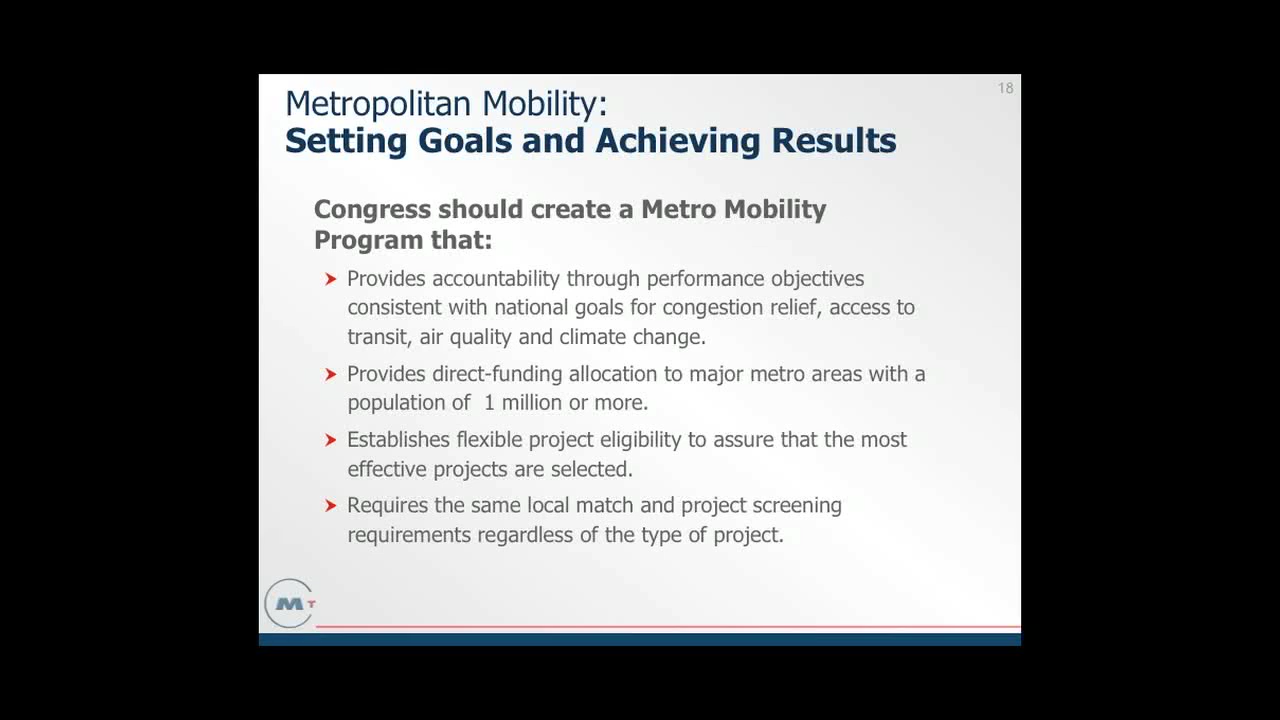 18
Metropolitan Mobility:
Setting Goals and Achieving Results
Congress should create a Metro Mobility
Program that:
Provides accountability through performance objectives
consistent with national goals for congestion relief, access to
transit, air quality and climate change.
Provides direct-funding allocation to major metro areas with a
population of  1 million or more.
Establishes flexible project eligibility to assure that the most
effective projects are selected.
Requires the same local match and project screening
requirements regardless of the type of project.
M T